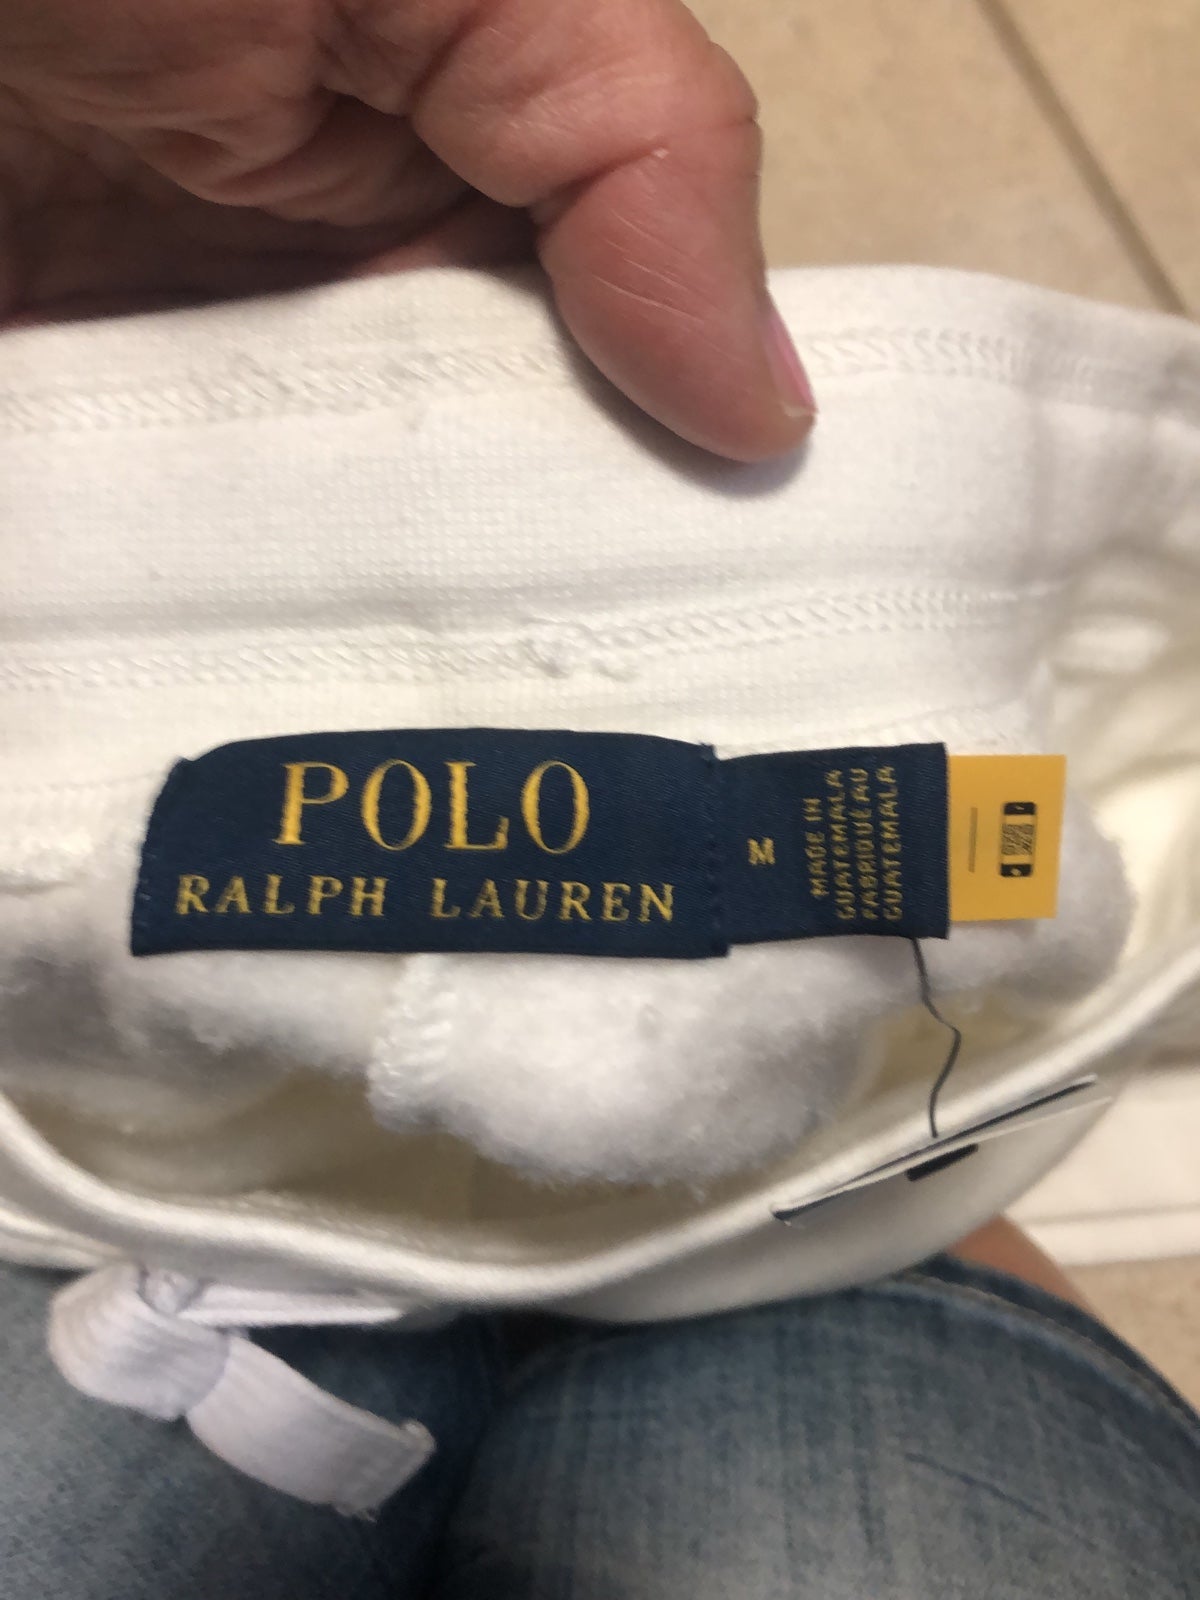 POLO
RALPH LAUREN
M
MADE IN
GUATEMALA
FABRIQUÉ AU
GUATEMALA